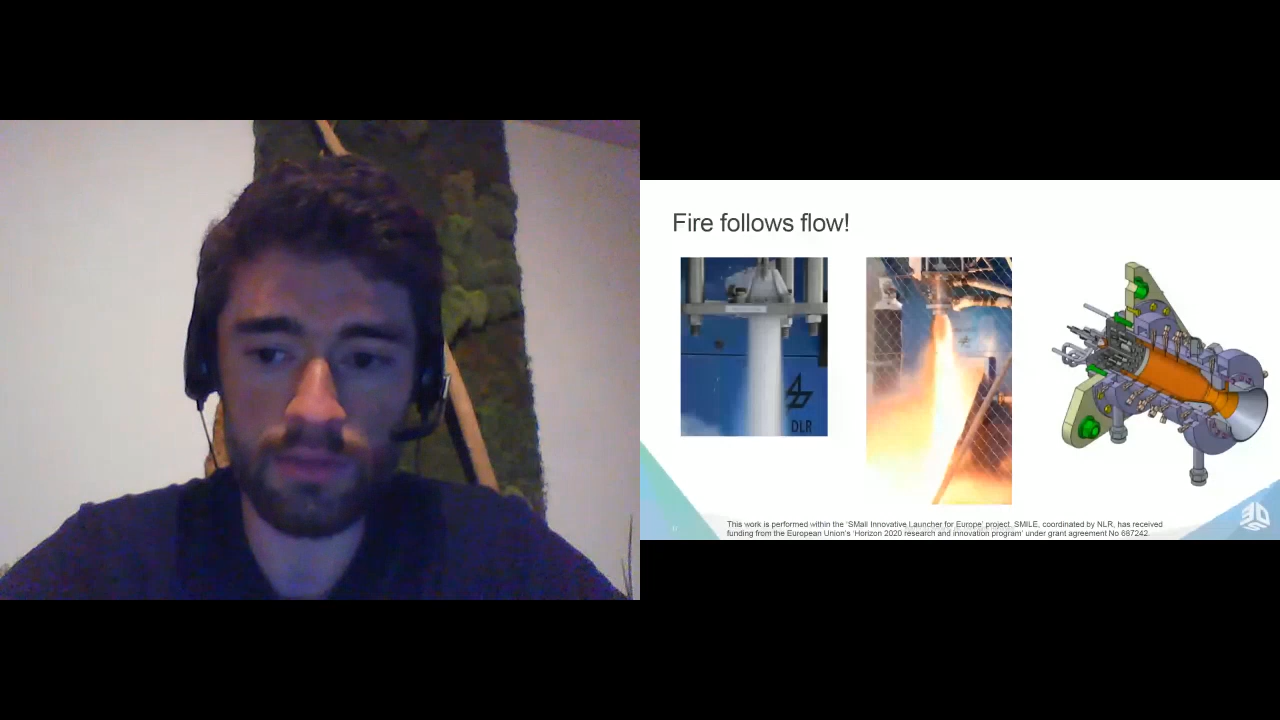 Fire follows flow!
DLR
This work is performed within the 'SMall Innovative Launcher for Europe' project. SMILE, coordinated by NLR, has received
funding from the European Union's 'Horizon 2020 research and innovation program' under grant agreement No 687242.